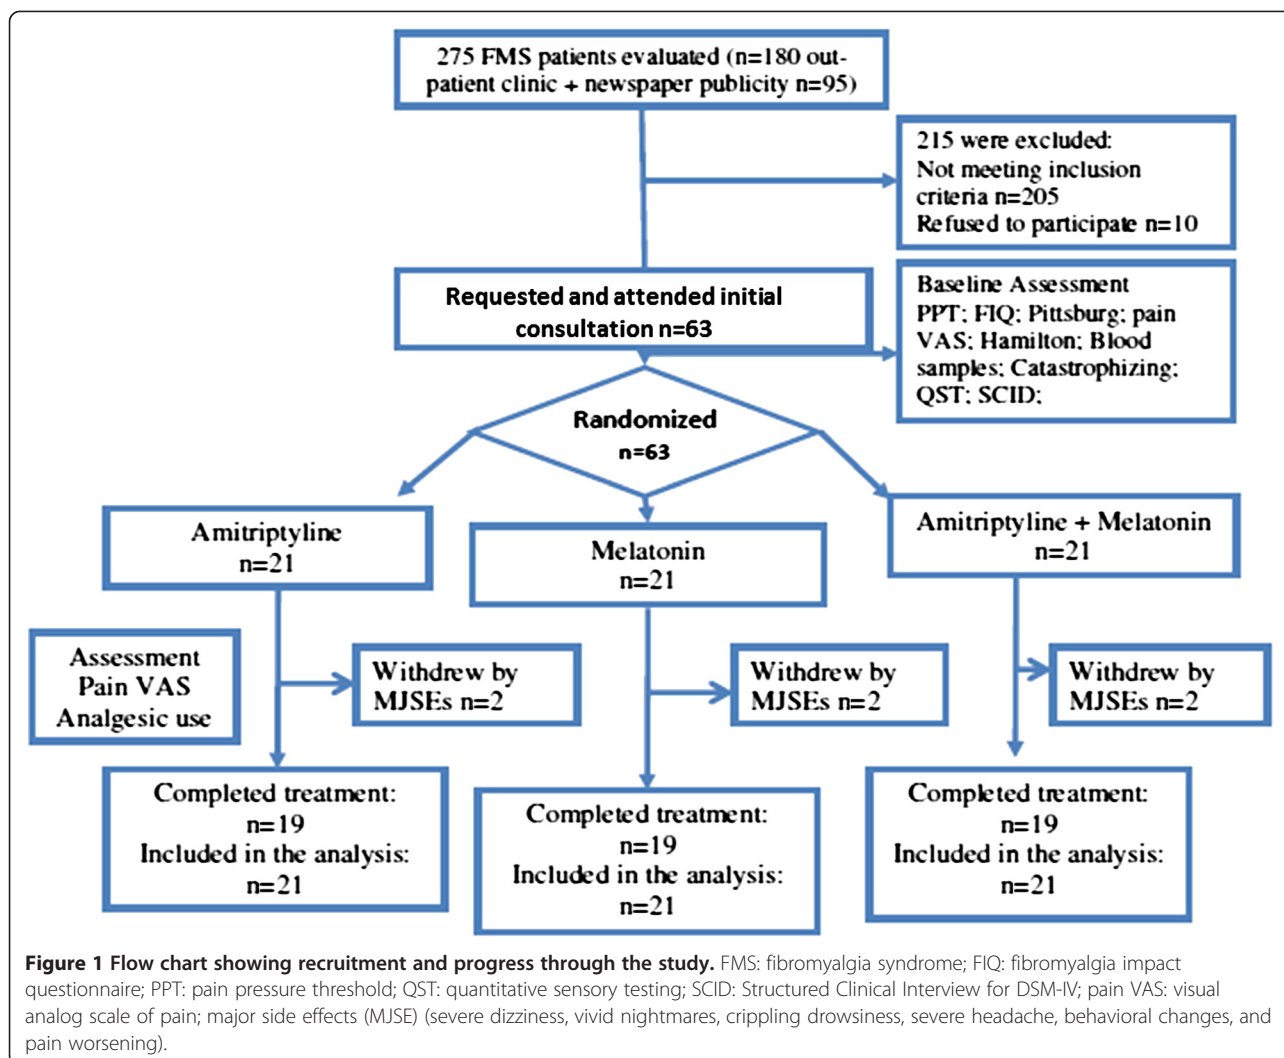 275 FMS patients evaluated (n=180 out-
patient clinic + newspaper publicity n=95)
215 were excluded:
Not meeting inclusion
criteria n=205
Refused to participate n=10
Requested and attended initial
consultation n=63
Baseline Assessment
PPT; FIQ; Pittsburg; pain
VAS; Hamilton; Blood
samples; Catastrophizing;
QST; SCID;
Randomized
n=63
Amitriptyline
n=21
Melatonin
n=21
Amitriptyline + Melatonin
n=21
Assessment
Pain VAS
Analgesic use
Withdrew by
MJSEs n=2
Withdrew by
MJSEs n=2
Withdrew by
MJSEs n=2
Completed treatment:
n=19
Included in the analysis:
n=21
Completed treatment:
n=19
Included in the analysis:
n=21
Completed treatment:
n=19
Included in the analysis:
n=21
Figure 1 Flow chart showing recruitment and progress through the study. FMS: fibromyalgia syndrome; FIQ: fibromyalgia impact
questionnaire; PPT: pain pressure threshold; QST: quantitative sensory testing; SCID: Structured Clinical Interview for DSM-IV; pain VAS: visual
analog scale of pain; major side effects (MJSE) (severe dizziness, vivid nightmares, crippling drowsiness, severe headache, behavioral changes, and
pain worsening).